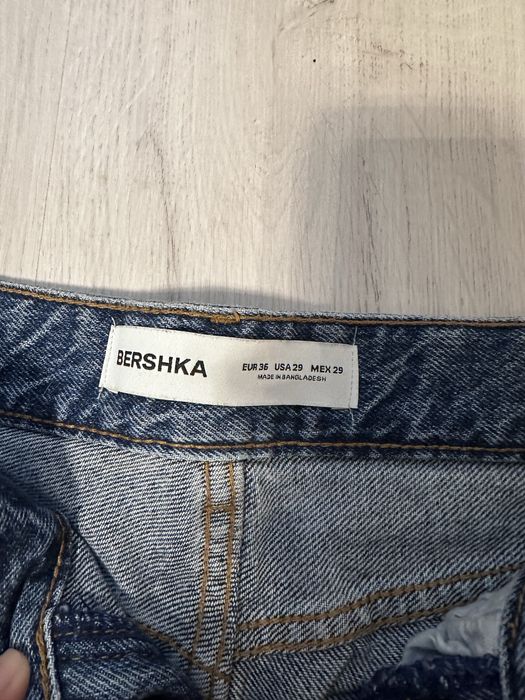 BERSHKA
EUR 36 USA 29 MEX 29
MADE IN BANGLADESH